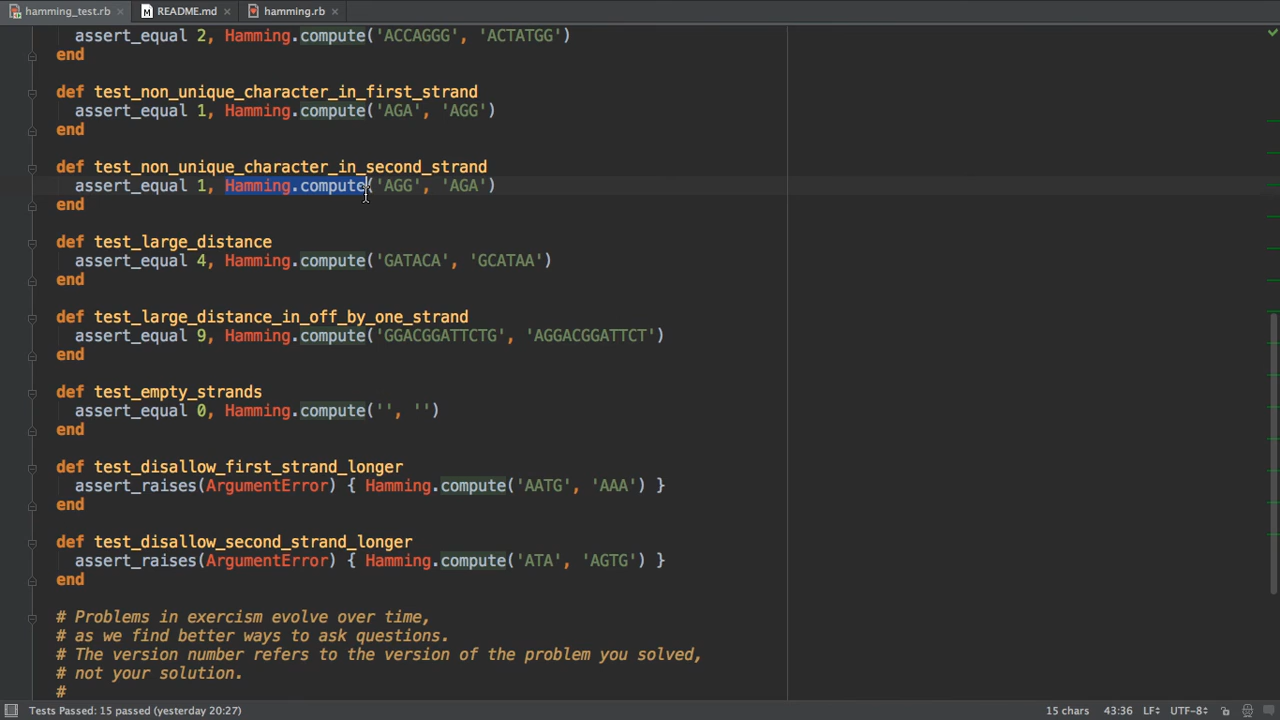 hamming_test.rb
README.md
hamming.rb
assert_equal 2, Hamming.compute('ACCAGGG', 'ACTATGG')
end
def test_non_unique_character_in_first_strand
assert_equal 1, Hamming.compute('AGA', 'AGG')
end
def test_non_unique_character_in_second_strand
assert_equal 1, Hamming.compute('AGG', 'AGA')
end
def test_large_distance
assert_equal 4, Hamming.compute('GATACA', 'GCATAA')
end
def test_large_distance_in_off_by_one_strand
assert_equal 9, Hamming.compute('GGACGGATTCTG', 'AGGACGGATTCT')
end
def test_empty_strands
assert_equal 0, Hamming.compute('', '')
end
def test_disallow_first_strand_longer
assert_raises(ArgumentError) { Hamming.compute('AATG', 'AAA') }
end
def test_disallow_second_strand_longer
assert_raises(ArgumentError) { Hamming.compute('ATA', 'AGTG') }
end
# Problems in exercism evolve over time,
# as we find better ways to ask questions.
# The version number refers to the version of the problem you solved,
# not your solution.
#
Tests Passed: 15 passed (yesterday 20:27)
15 chars 43:36 LF UTF-8